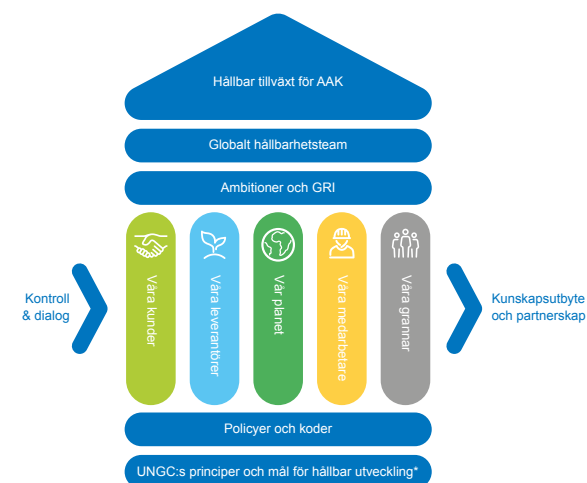 Hållbar tillväxt för AAK
Globalt hållbarhetsteam
Ambitioner och GRI
Kontroll
& dialog
Våra kunder
Våra leverantörer
Vår planet
Våra medarbetare
Våra grannar
Kunskapsutbyte
och partnerskap
Policyer och koder
UNGC:s principer och mål för hållbar utveckling*